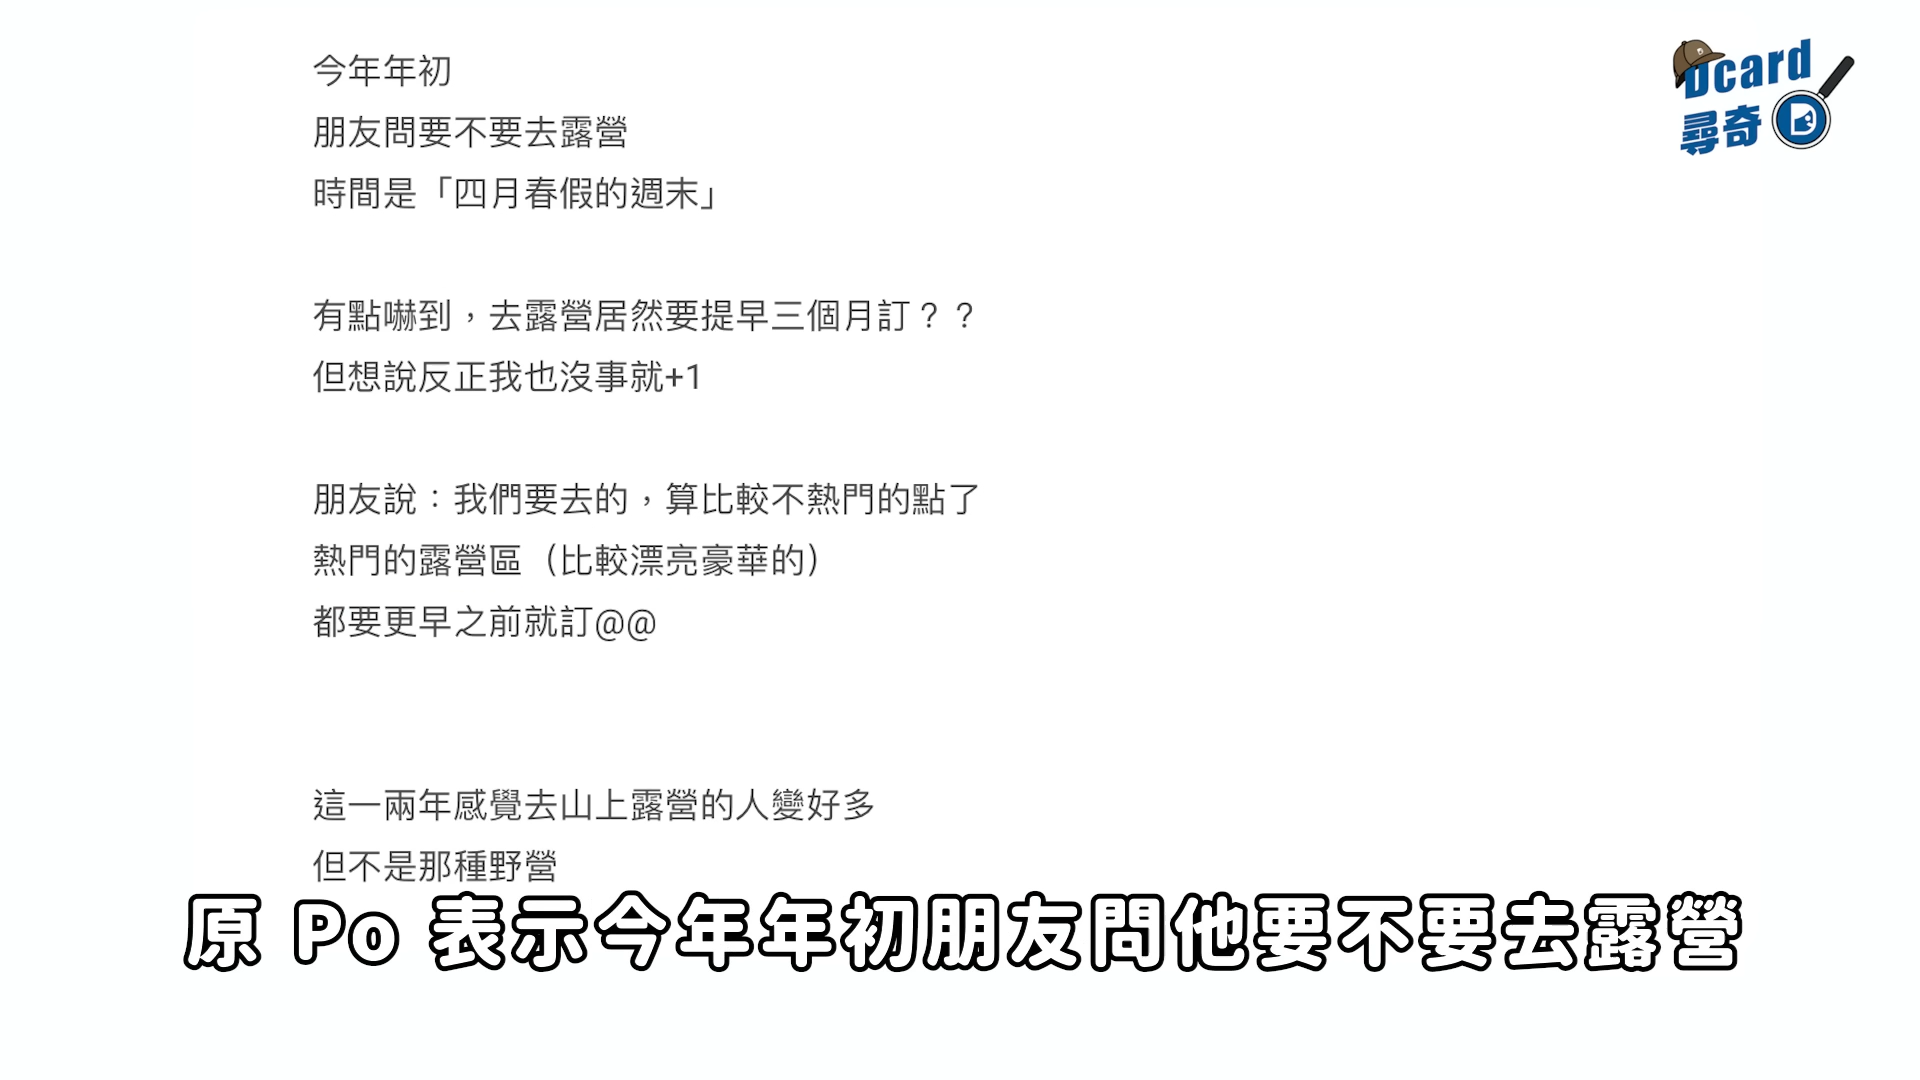 今年年初
朋友問要不要去露營
時間是「四月春假的週末」
有點嚇到，去露營居然要提早三個月訂？？
但想說反正我也沒事就+1
朋友說：我們要去的，算比較不熱門的點了
熱門的露營區（比較漂亮豪華的）
都要更早之前就訂@@
這一兩年感覺去山上露營的人變好多
但不是那種野營
原 Po 表示今年年初朋友問他要不要去露營
Dcard
尋奇